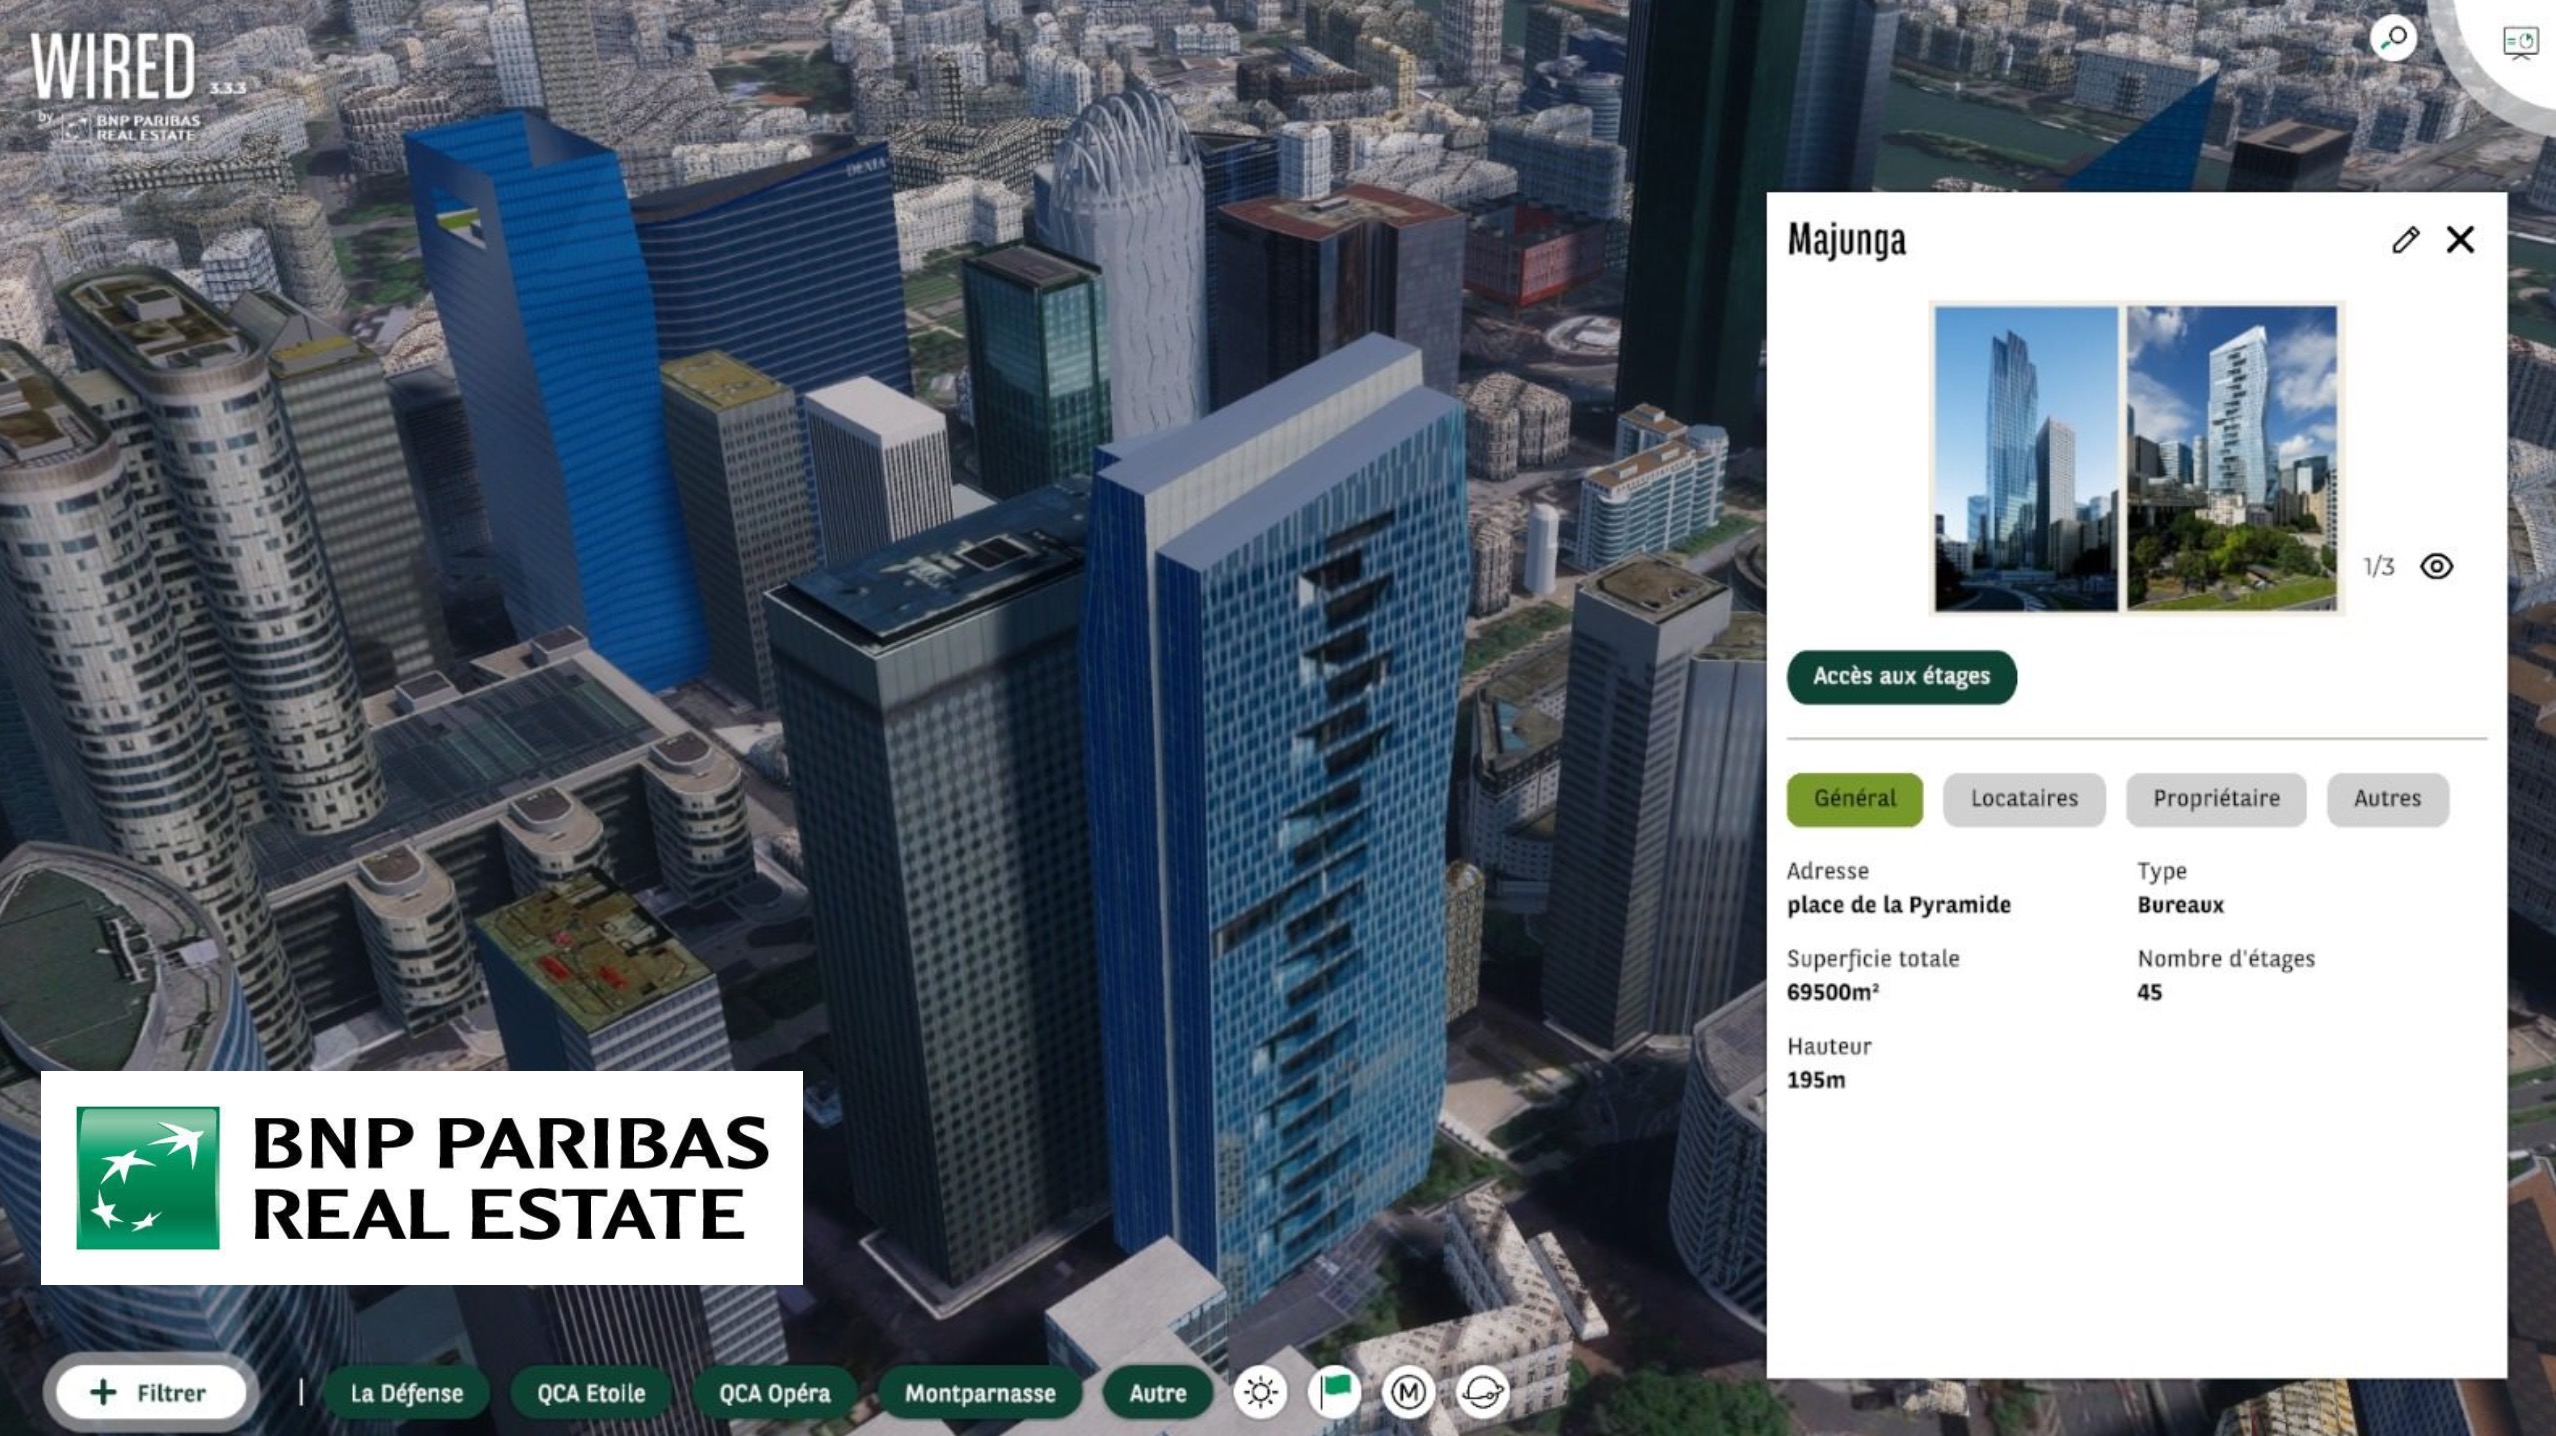 WIRED 3.3.3
by BNP PARIBAS
REAL ESTATE
DEXIA
Majunga
1/3
Accès aux étages
Général
Locataires
Propriétaire
Autres
Adresse
place de la Pyramide
Type
Bureaux
Superficie totale
69500m²
Nombre d'étages
45
Hauteur
195m
BNP PARIBAS
REAL ESTATE
+ Filtrer
|
La Défense
QCA Etoile
QCA Opéra
Montparnasse
Autre
M